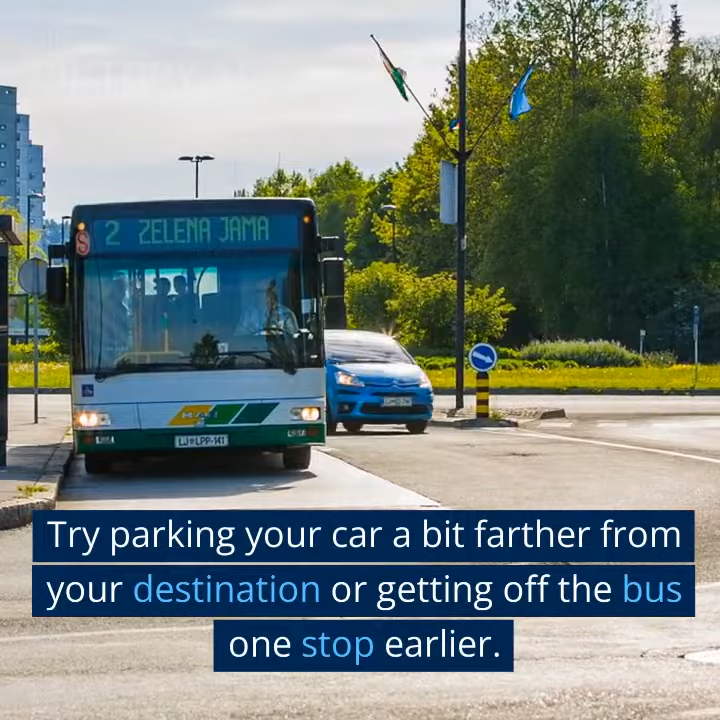 2 ZELENA JAMA
LJ LPP-141
Try parking your car a bit farther from
your destination or getting off the bus
one stop earlier.